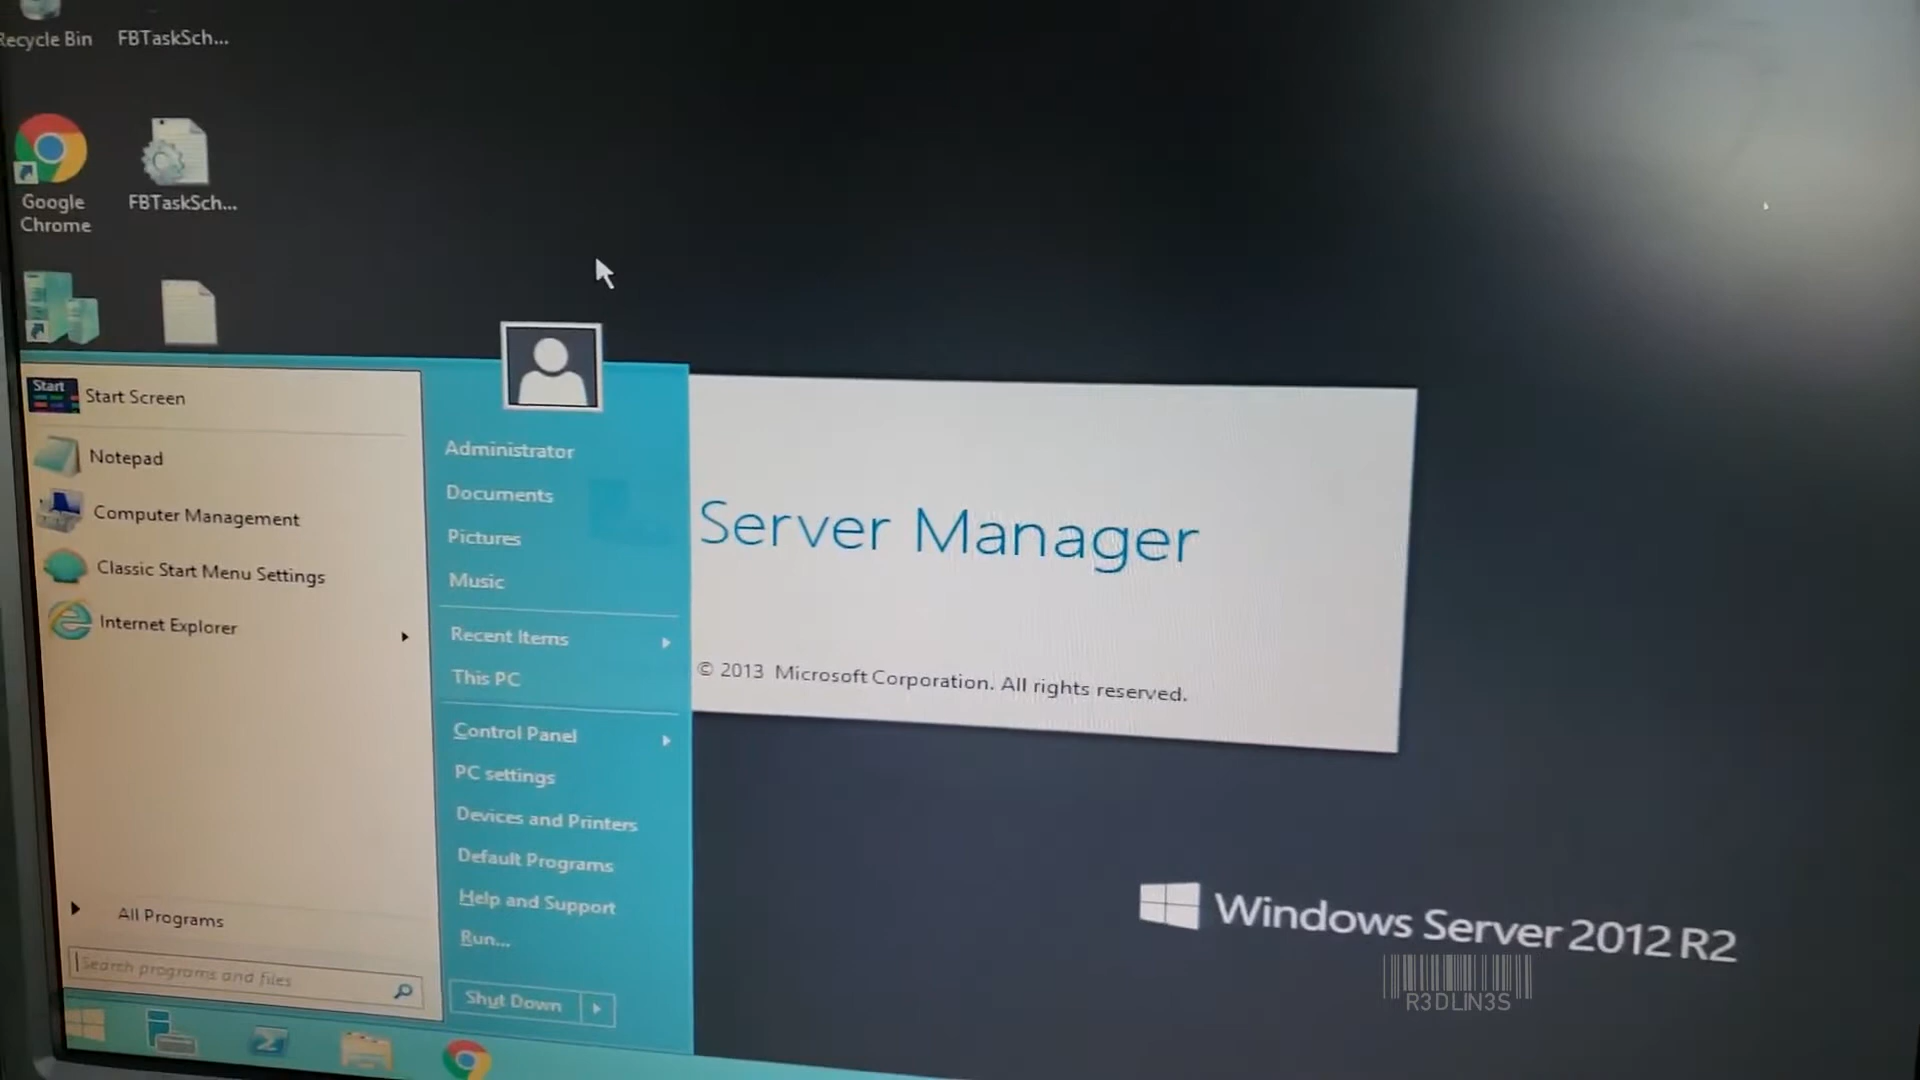 Recycle Bin
FBTaskSch...
Google
Chrome
FBTaskSch...
Start
Start Screen
Notepad
Computer Management
Classic Start Menu Settings
Internet Explorer
All Programs
Search programs and files
Administrator
Documents
Pictures
Music
Recent Items
This PC
Control Panel
PC settings
Devices and Printers
Default Programs
Help and Support
Run...
Shut Down
Server Manager
© 2013 Microsoft Corporation. All rights reserved.
Windows Server 2012 R2
R3DLIN3S